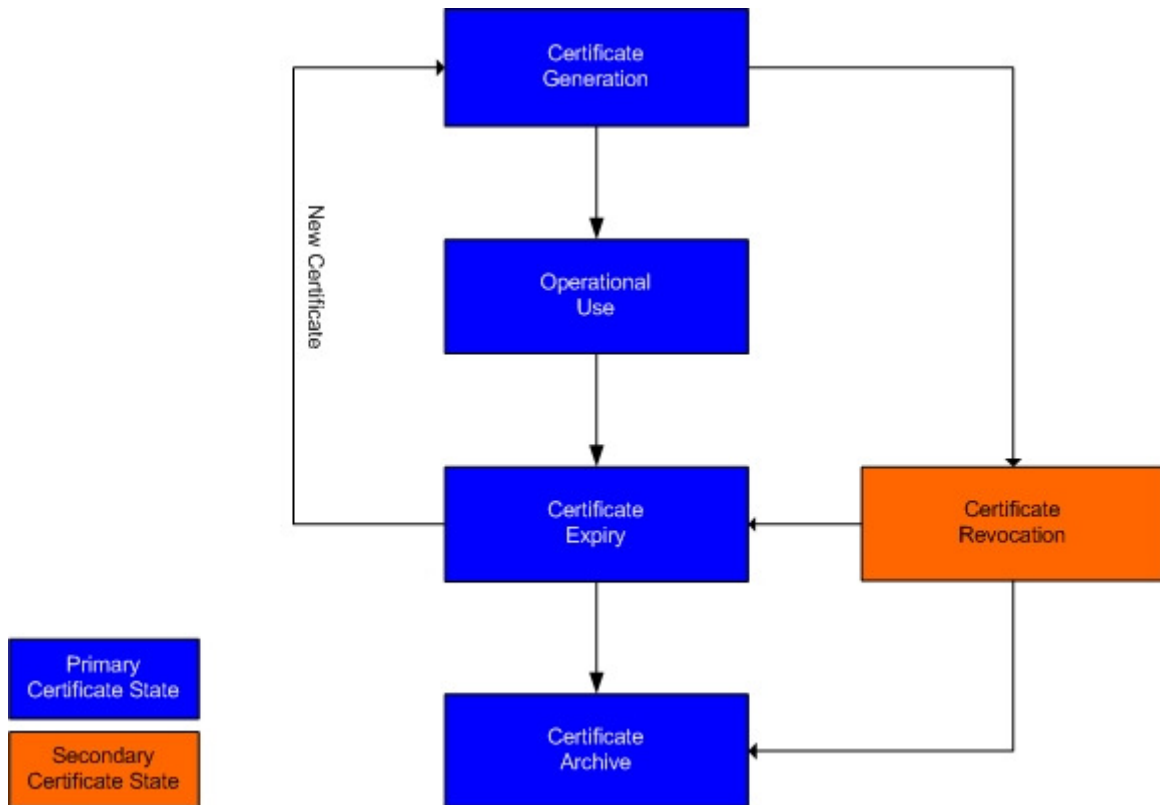 Certificate
Generation
New Certificate
Operational
Use
Certificate
Expiry
Certificate
Revocation
Primary
Certificate State
Certificate
Archive
Secondary
Certificate State